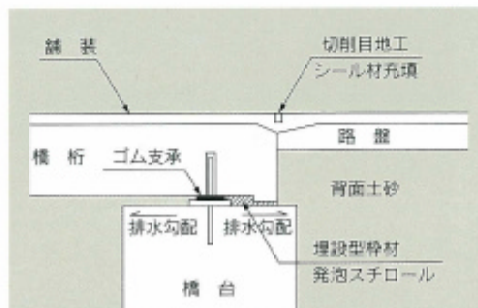 舗装
切削目地工
シール材充填
橋桁
ゴム支承
路盤
背面土砂
排水勾配
排水勾配
埋設型枠材
発泡スチロール
橋台